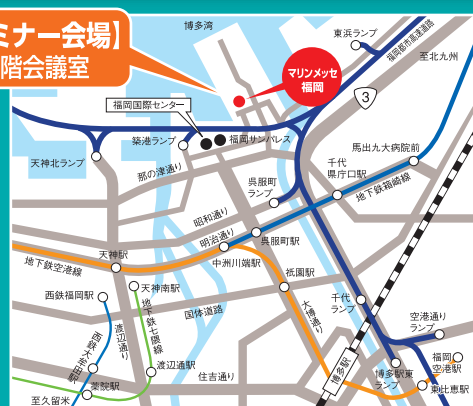 ミナー会場】
階会議室
博多湾
東浜ランプ
福岡都市高速道路
至北九州
マリンメッセ
福岡
3
福岡国際センター
築港ランプ
福岡サンパレス
馬出九大病院前
天神北ランプ
那の津通り
千代
県庁口駅
呉服町
ランプ
地下鉄箱崎線
昭和通り
明治通り
呉服町駅
天神駅
中洲川端駅
地下鉄空港線
祇園駅
天神南駅
西鉄福岡駅
地下鉄七隈線
国体道路
大博通り
千代
ランプ
渡辺通り
空港通り
ランプ
西鉄大牟田線
渡辺通駅
博多駅
福岡
空港駅
薬院駅
住吉通り
博多駅東
ランプ
東比恵駅
至久留米